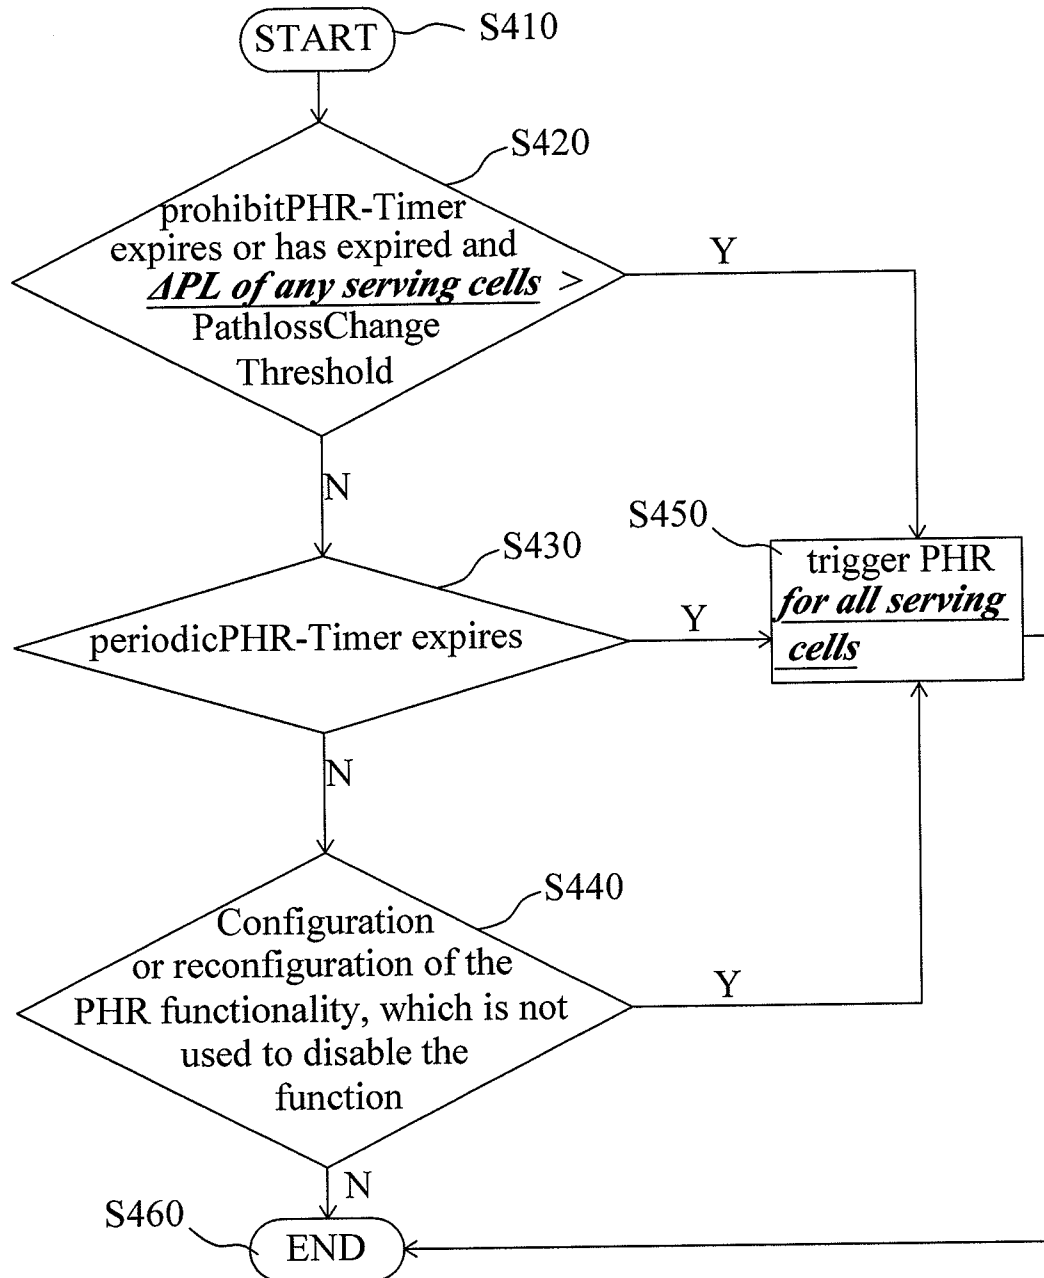 START
S410
S420
prohibitPHR-Timer
expires or has expired and
ΔPL of any serving cells >
PathlossChange
Threshold
Y
N
S430
periodicPHR-Timer expires
Y
S450
trigger PHR
for all serving
cells
N
S440
Configuration
or reconfiguration of the
PHR functionality, which is not
used to disable the
function
Y
N
S460
END